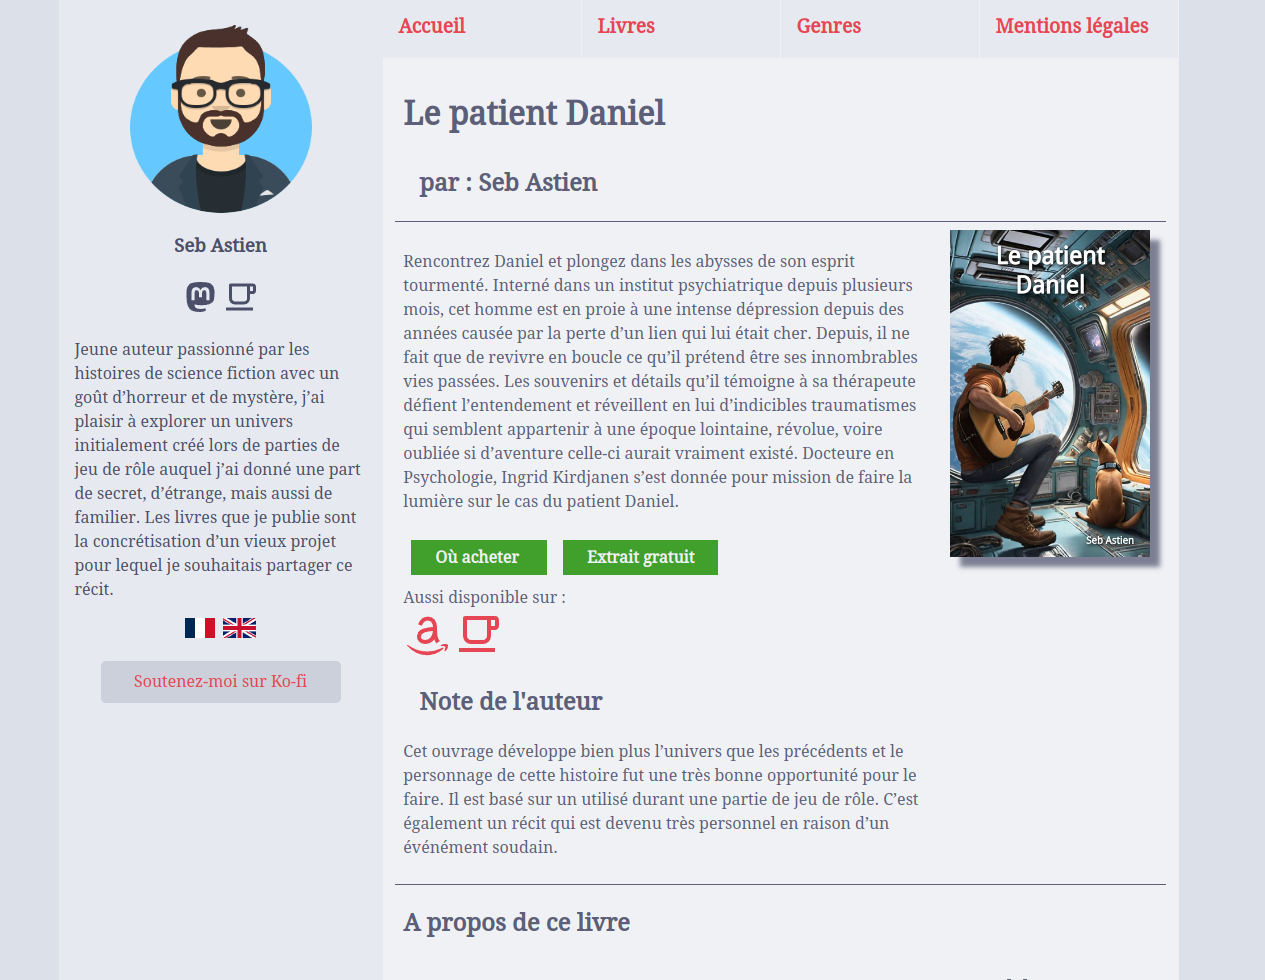 Accueil
Livres
Genres
Mentions légales
Seb Astien
Jeune auteur passionné par les
histoires de science fiction avec un
goût d’horreur et de mystère, j’ai
plaisir à explorer un univers
initialement créé lors de parties de
jeu de rôle auquel j’ai donné une part
de secret, d’étrange, mais aussi de
familier. Les livres que je publie sont
la concrétisation d’un vieux projet
pour lequel je souhaitais partager ce
récit.
Soutenez-moi sur Ko-fi
Le patient Daniel
par : Seb Astien
Rencontrez Daniel et plongez dans les abysses de son esprit
tourmenté. Interné dans un institut psychiatrique depuis plusieurs
mois, cet homme est en proie à une intense dépression depuis des
années causée par la perte d’un lien qui lui était cher. Depuis, il ne
fait que de revivre en boucle ce qu’il prétend être ses innombrables
vies passées. Les souvenirs et détails qu’il témoigne à sa thérapeute
défient l’entendement et réveillent en lui d’indicibles traumatismes
qui semblent appartenir à une époque lointaine, révolue, voire
oubliée si d’aventure celle-ci aurait vraiment existé. Docteure en
Psychologie, Ingrid Kirdjanen s’est donnée pour mission de faire la
lumière sur le cas du patient Daniel.
Le patient
Daniel
Seb Astien
Où acheter
Extrait gratuit
Aussi disponible sur :
Note de l'auteur
Cet ouvrage développe bien plus l’univers que les précédents et le
personnage de cette histoire fut une très bonne opportunité pour le
faire. Il est basé sur un utilisé durant une partie de jeu de rôle. C’est
également un récit qui est devenu très personnel en raison d’un
événément soudain.
A propos de ce livre